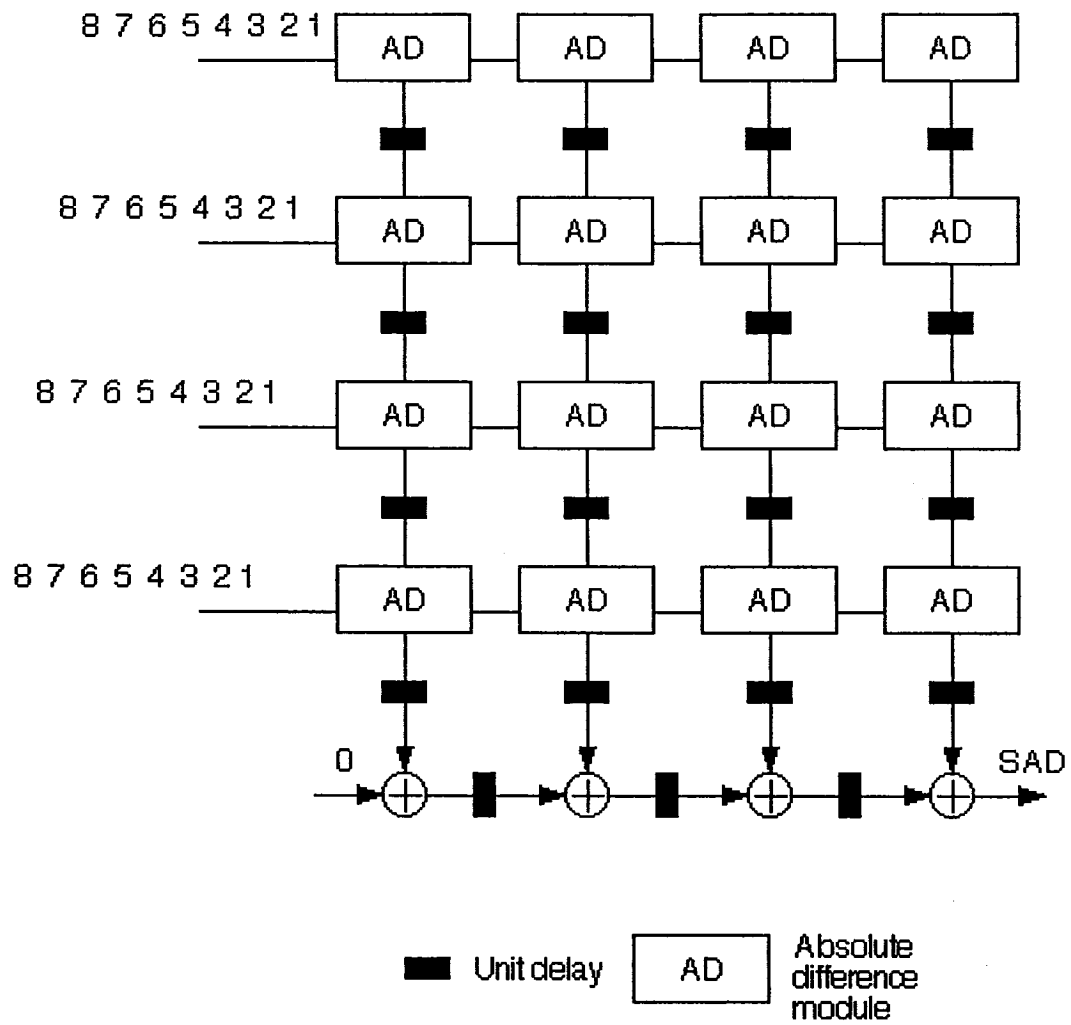 8 7 6 5 4 3 2 1
AD AD AD AD
8 7 6 5 4 3 2 1
AD AD AD AD
8 7 6 5 4 3 2 1
AD AD AD AD
8 7 6 5 4 3 2 1
AD AD AD AD
0
SAD
Unit delay
AD
Absolute
difference
module